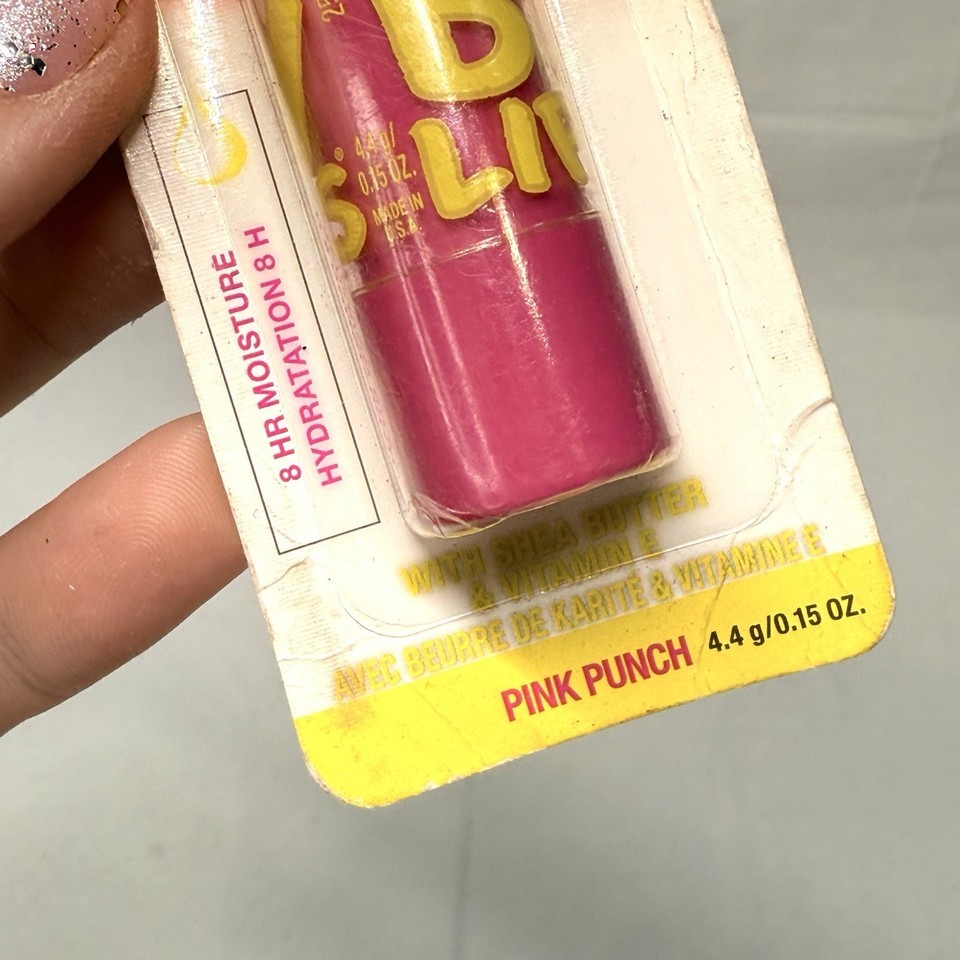 B
LIP
S®
4.4 g/
0.15 OZ.
MADE IN
U.S.A.
8 HR MOISTURE
HYDRATATION 8 H
WITH SHEA BUTTER
& VITAMIN E
AVEC BEURRE DE KARITÉ & VITAMINE E
PINK PUNCH 4.4 g/0.15 OZ.